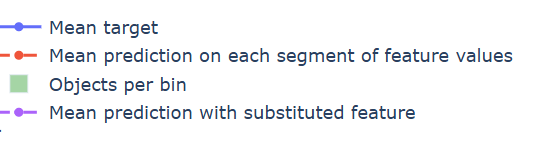 Mean target
Mean prediction on each segment of feature values
Objects per bin
Mean prediction with substituted feature